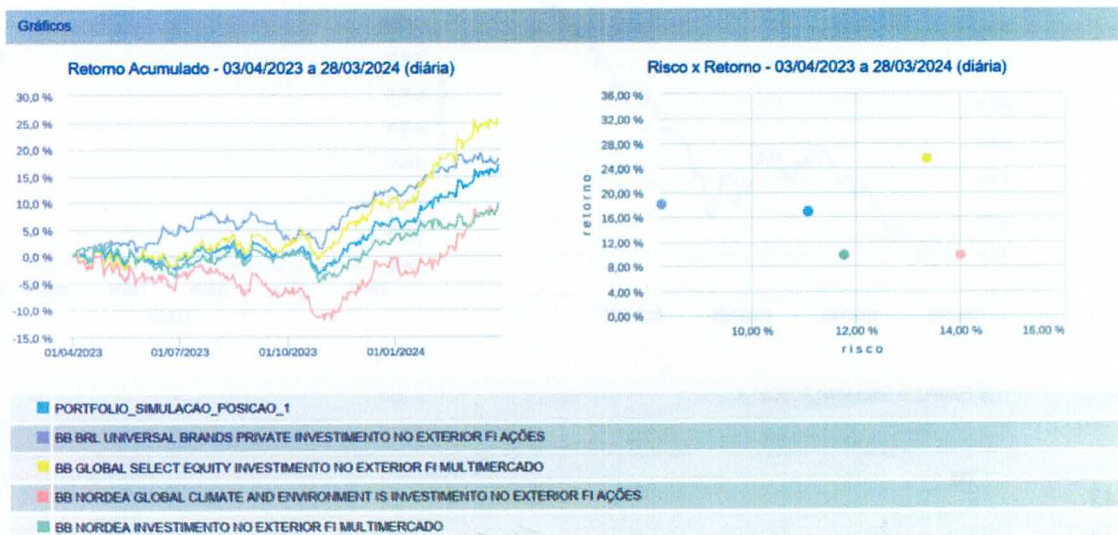 Gráficos
Retorno Acumulado - 03/04/2023 a 28/03/2024 (diária)
30,0 %
25,0 %
20,0 %
15,0 %
10,0 %
5,0 %
0,0 %
-5,0 %
-10,0 %
-15,0 %
01/04/2023
01/07/2023
01/10/2023
01/01/2024
Risco x Retorno - 03/04/2023 a 28/03/2024 (diária)
retorno
36,00 %
32,00 %
28,00 %
24,00 %
20,00 %
16,00 %
12,00 %
8,00 %
4,00 %
0,00 %
10,00 %
12,00 %
14,00 %
16,00 %
risco
PORTFOLIO_SIMULACAO_POSICAO_1
BB BRL UNIVERSAL BRANDS PRIVATE INVESTIMENTO NO EXTERIOR FI AÇÕES
BB GLOBAL SELECT EQUITY INVESTIMENTO NO EXTERIOR FI MULTIMERCADO
BB NORDEA GLOBAL CLIMATE AND ENVIRONMENT IS INVESTIMENTO NO EXTERIOR FI AÇÕES
BB NORDEA INVESTIMENTO NO EXTERIOR FI MULTIMERCADO